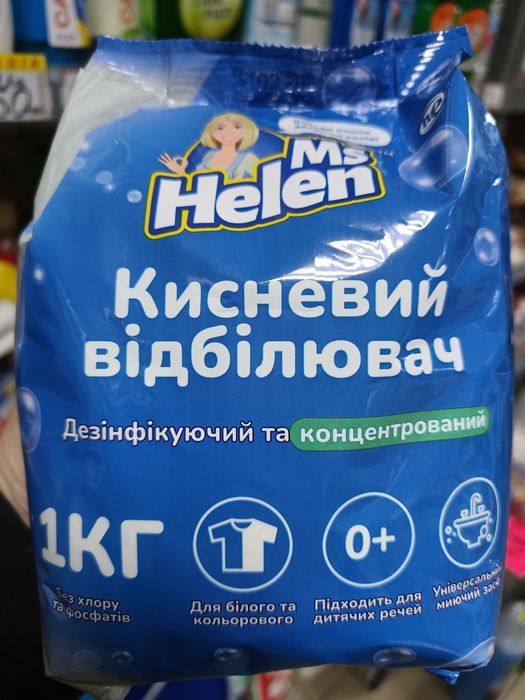 Ms
Helen
Кисневий
відбілювач
Дезінфікуючий та концентрований
1КГ
Без хлору
та фосфатів
Для білого та
кольорового
0+
Підходить для
дитячих речей
Універсальний
миючий засіб